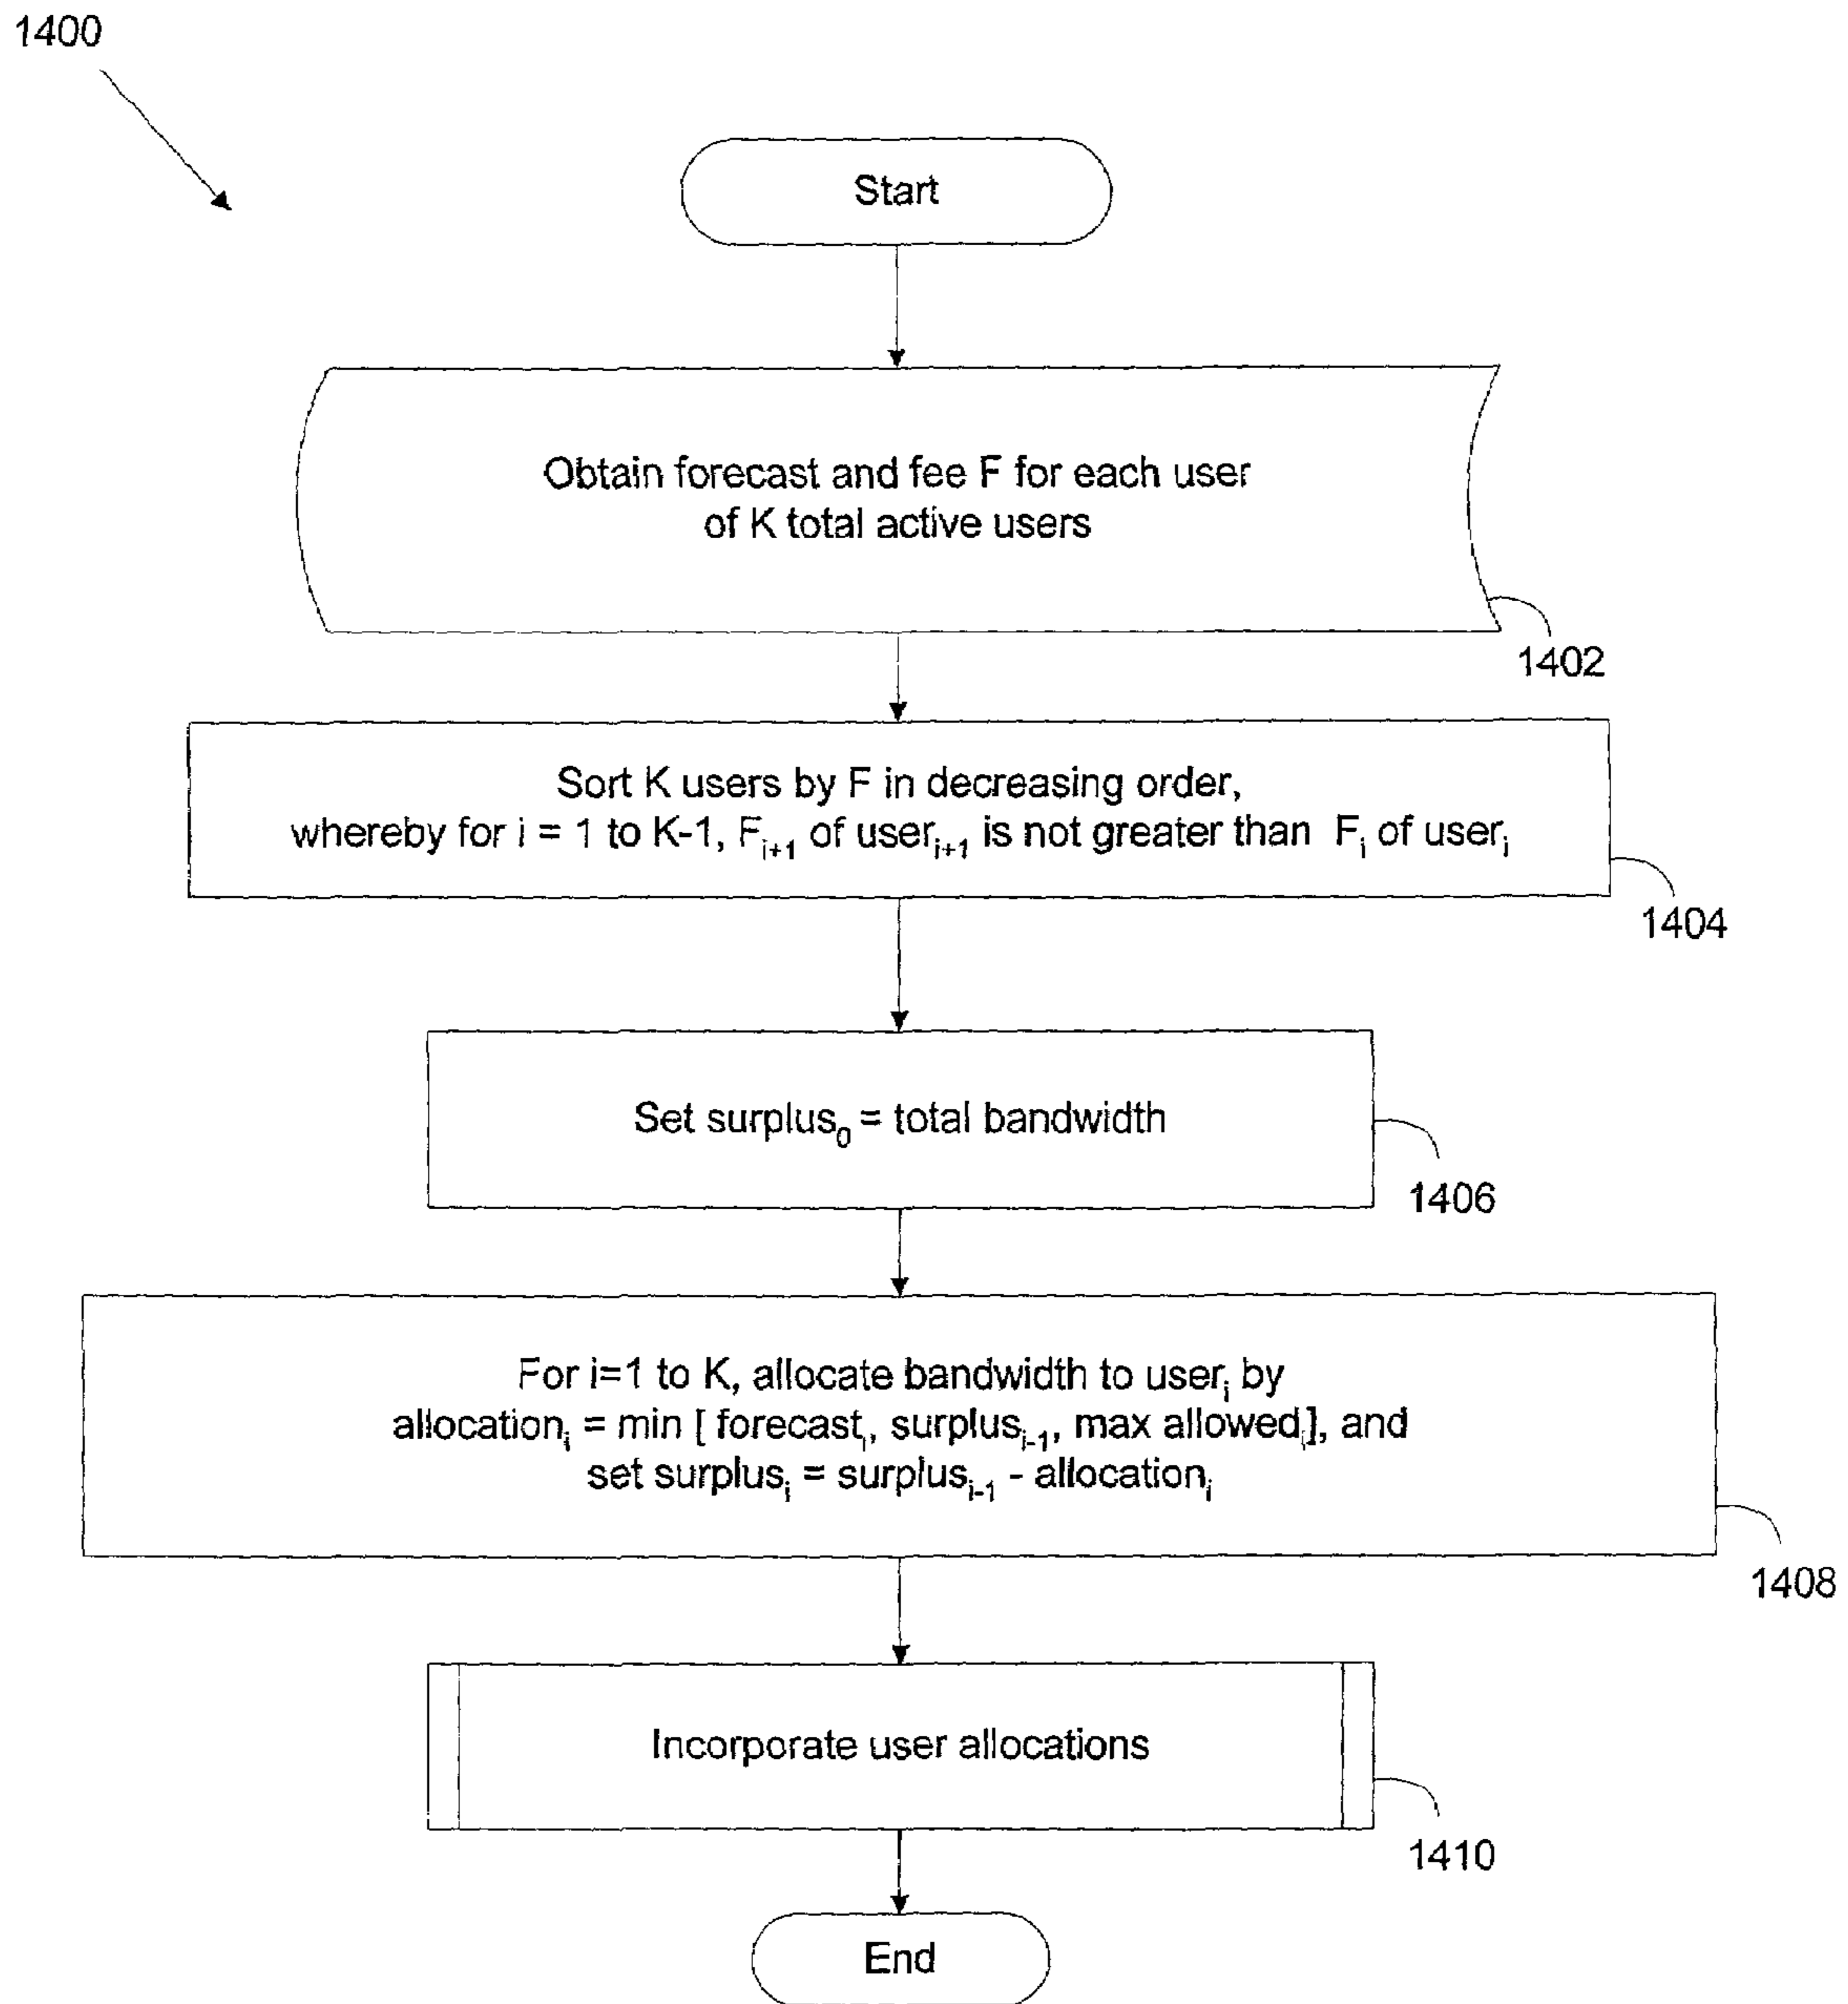 1400
Start
Obtain forecast and fee F for each user
of K total active users
1402
Sort K users by F in decreasing order,
whereby for i = 1 to K-1, Fi+1 of useri+1 is not greater than Fi of useri
1404
Set surplus0 = total bandwidth
1406
For i=1 to K, allocate bandwidth to useri by
allocationi = min [ forecasti, surplusi-1, max allowedi], and
set surplusi = surplusi-1 - allocationi
1408
Incorporate user allocations
1410
End